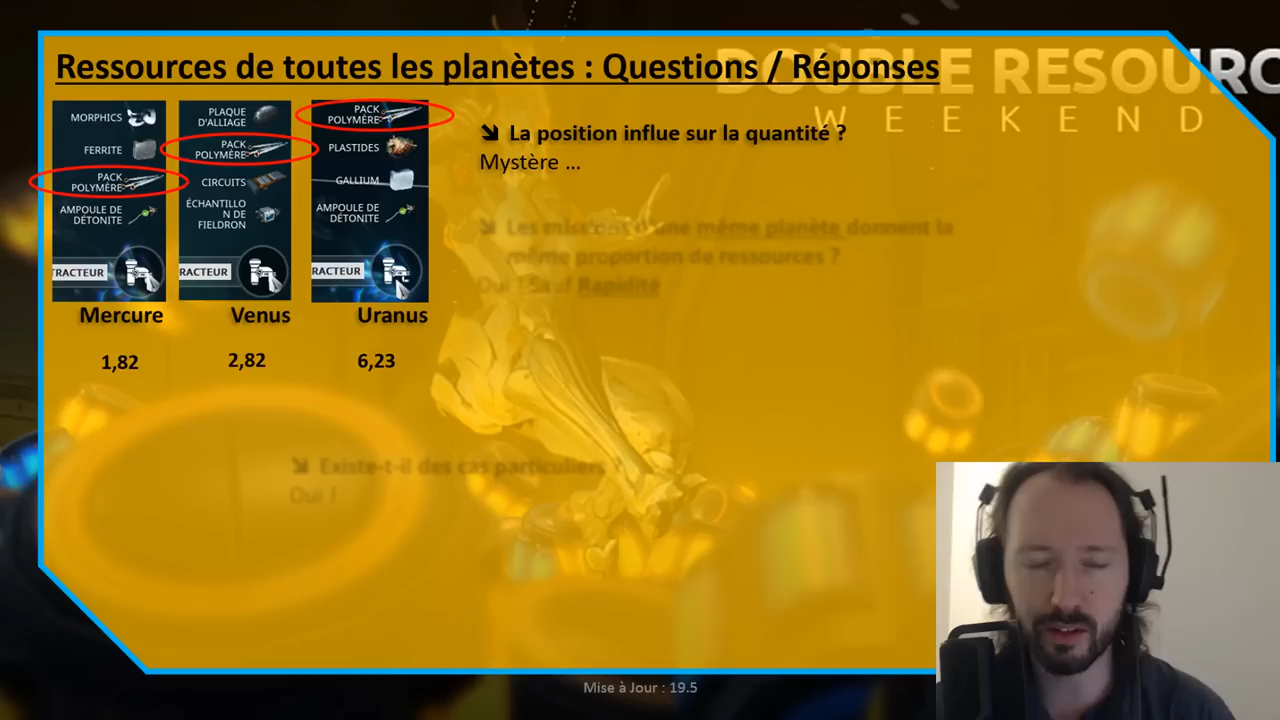 DOUBLE RESOURC
WEEKEND
Ressources de toutes les planètes : Questions / Réponses
MORPHICS
FERRITE
PACK
POLYMÈRE
AMPOULE DE
DÉTONITE
TRACTEUR
Mercure
1,82
PLAQUE
D'ALLIAGE
PACK
POLYMÈRE
CIRCUITS
ÉCHANTILLO
N DE
FIELDRON
RACTEUR
Venus
2,82
PACK
POLYMÈRE
PLASTIDES
GALLIUM
AMPOULE DE
DÉTONITE
RACTEUR
Uranus
6,23
La position influe sur la quantité ?
Mystère ...
Les missions d'une même planète donnent la
même proportion de ressources ?
Oui ! Sauf Rapidité
Existe-t-il des cas particuliers ?
Oui !
Mise à Jour : 19.5